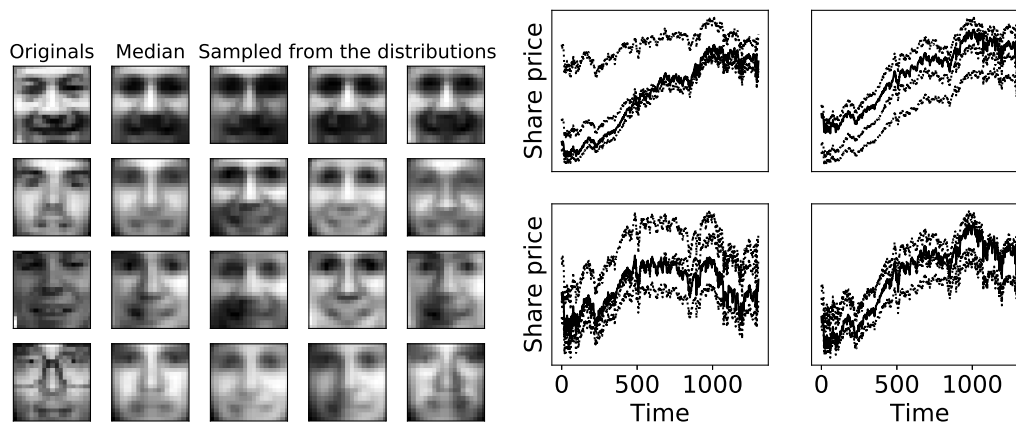 Originals Median Sampled from the distributions
Share price
Share price
0 500 1000
0 500 1000
Time
Time